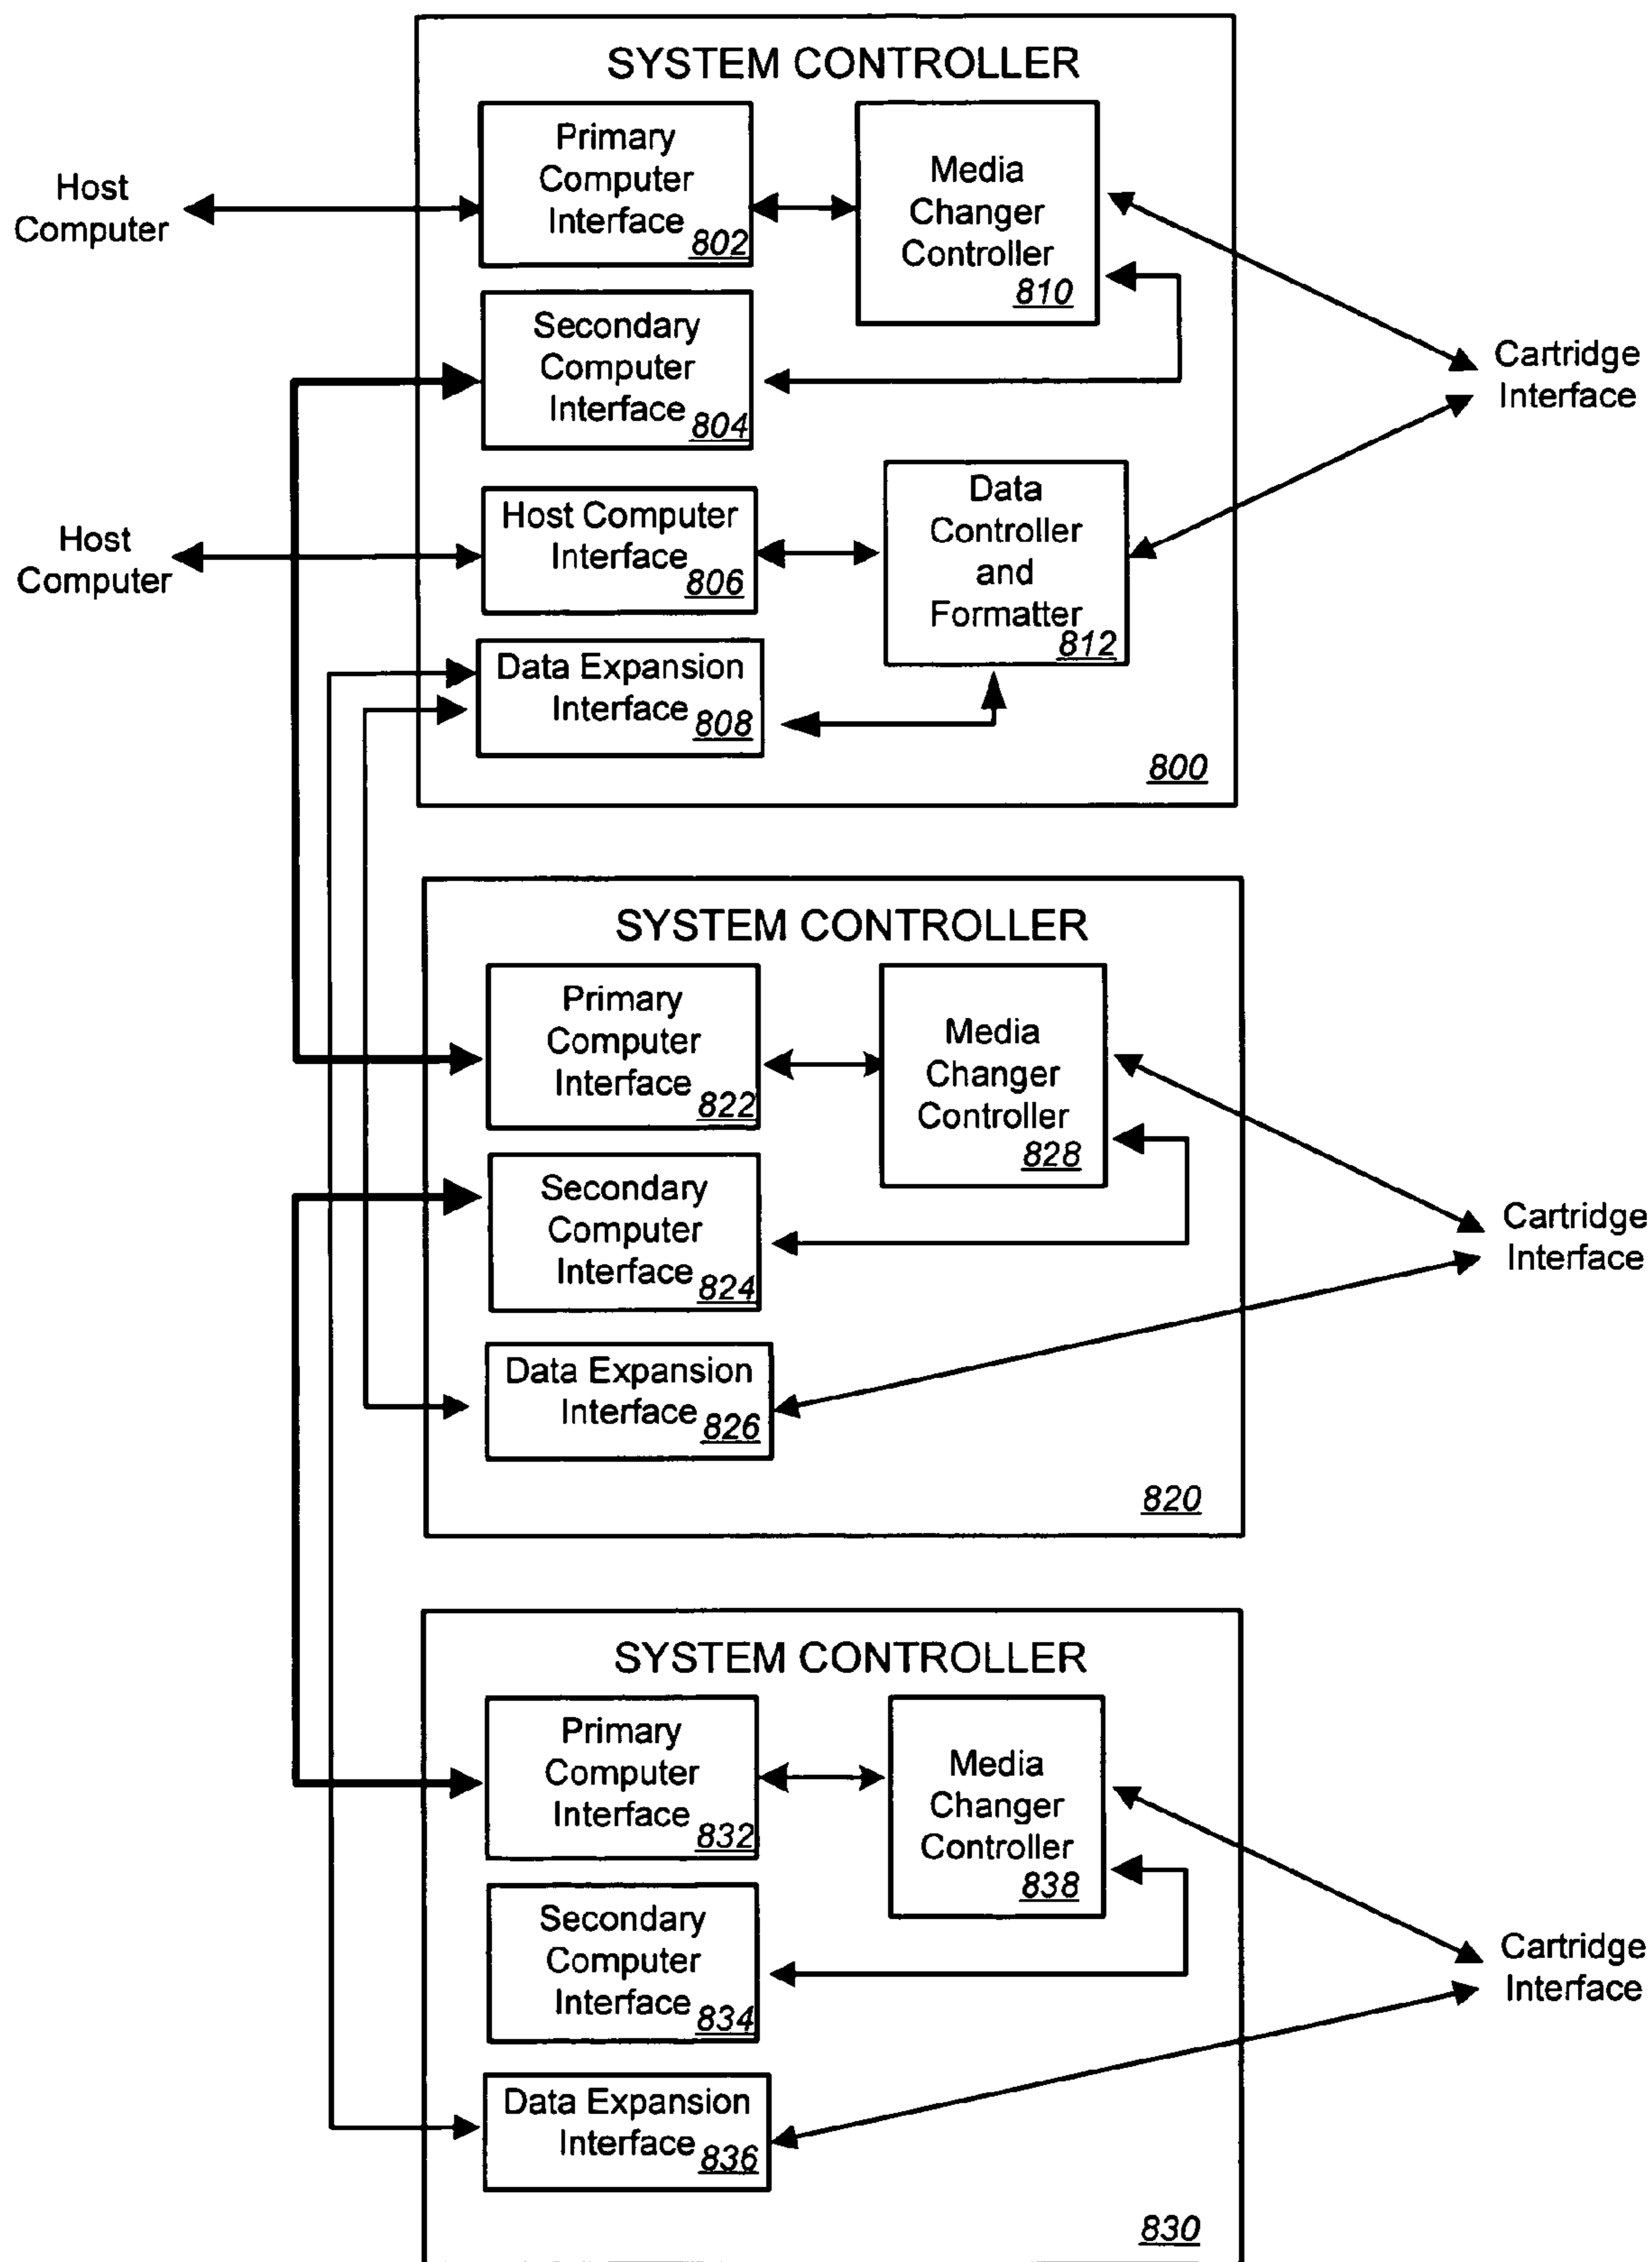 SYSTEM CONTROLLER
Primary
Computer
Interface
802
Media
Changer
Controller
810
Host
Computer
Secondary
Computer
Interface
804
Cartridge
Interface
Host Computer
Interface
806
Data
Controller
and
Formatter
812
Host
Computer
Data Expansion
Interface
808
800
SYSTEM CONTROLLER
Primary
Computer
Interface
822
Media
Changer
Controller
828
Secondary
Computer
Interface
824
Cartridge
Interface
Data Expansion
Interface
826
820
SYSTEM CONTROLLER
Primary
Computer
Interface
832
Media
Changer
Controller
838
Secondary
Computer
Interface
834
Cartridge
Interface
Data Expansion
Interface
836
830